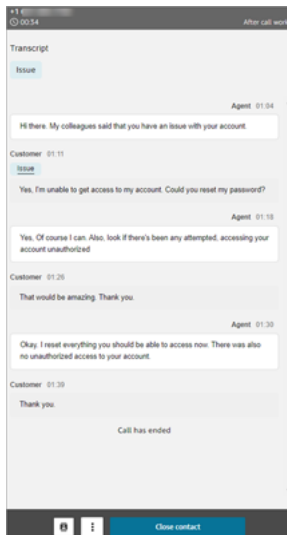 +1
00:54 After call work
Transcript
Issue
Agent 01:04
Hi there. My colleagues said that you have an issue with your account.
Customer 01:11
Issue
Yes, I'm unable to get access to my account. Could you reset my password?
Agent 01:18
Yes, Of course I can. Also, look if there's been any attempted, accessing your
account unauthorized
Customer 01:26
That would be amazing. Thank you.
Agent 01:30
Okay. I reset everything you should be able to access now. There was also
no unauthorized access to your account.
Customer 01:39
Thank you.
Call has ended
Close contact